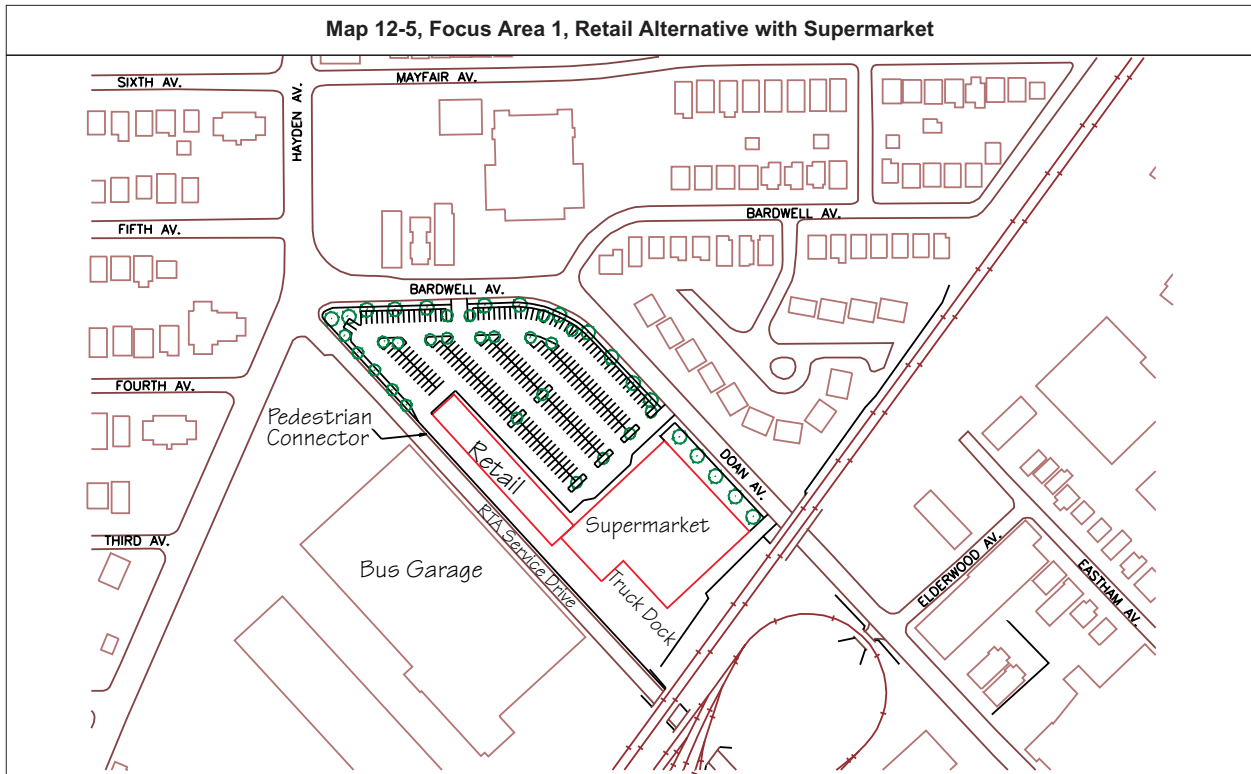 Map 12-5, Focus Area 1, Retail Alternative with Supermarket
SIXTH AV.
MAYFAIR AV.
HAYDEN AV.
FIFTH AV.
BARDWELL AV.
BARDWELL AV.
FOURTH AV.
Pedestrian
Connector
Retail
DOAN AV.
Supermarket
THIRD AV.
Bus Garage
RTA Service Drive
Truck Dock
ELDERWOOD AV.
EASTHAM AV.